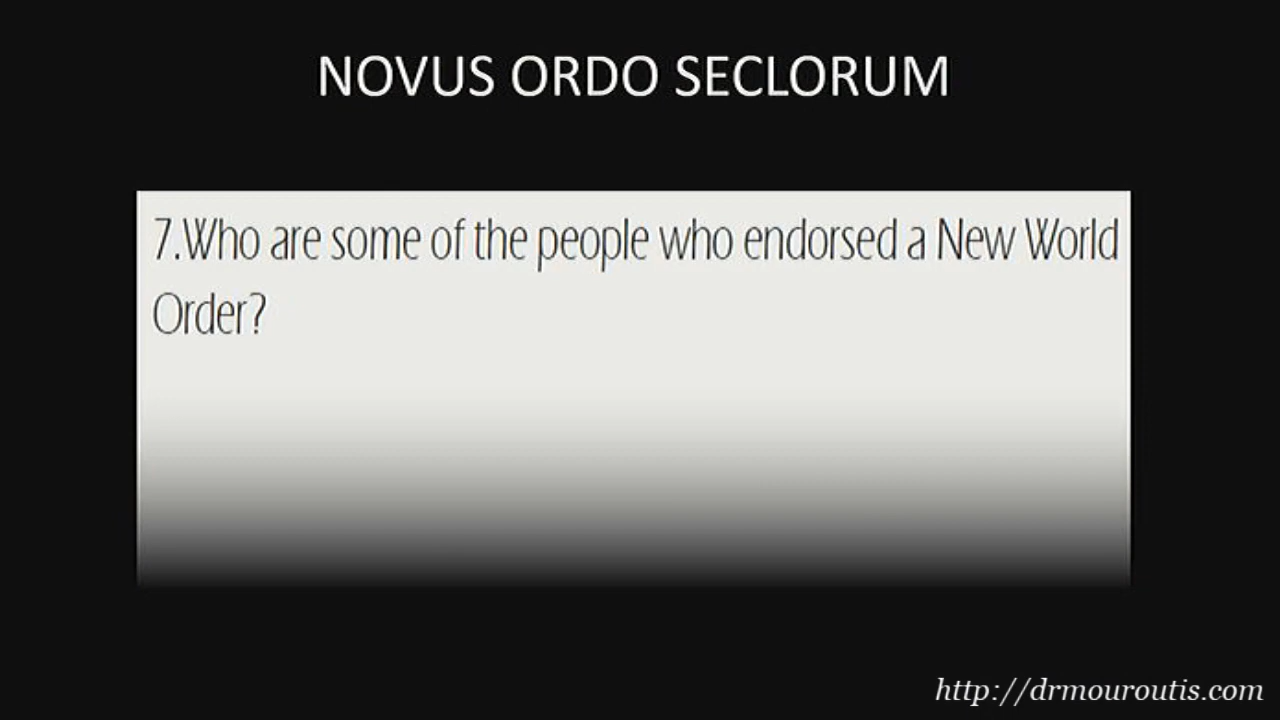 NOVUS ORDO SECLORUM
7.Who are some of the people who endorsed a New World
Order?
http://drmouroutis.com